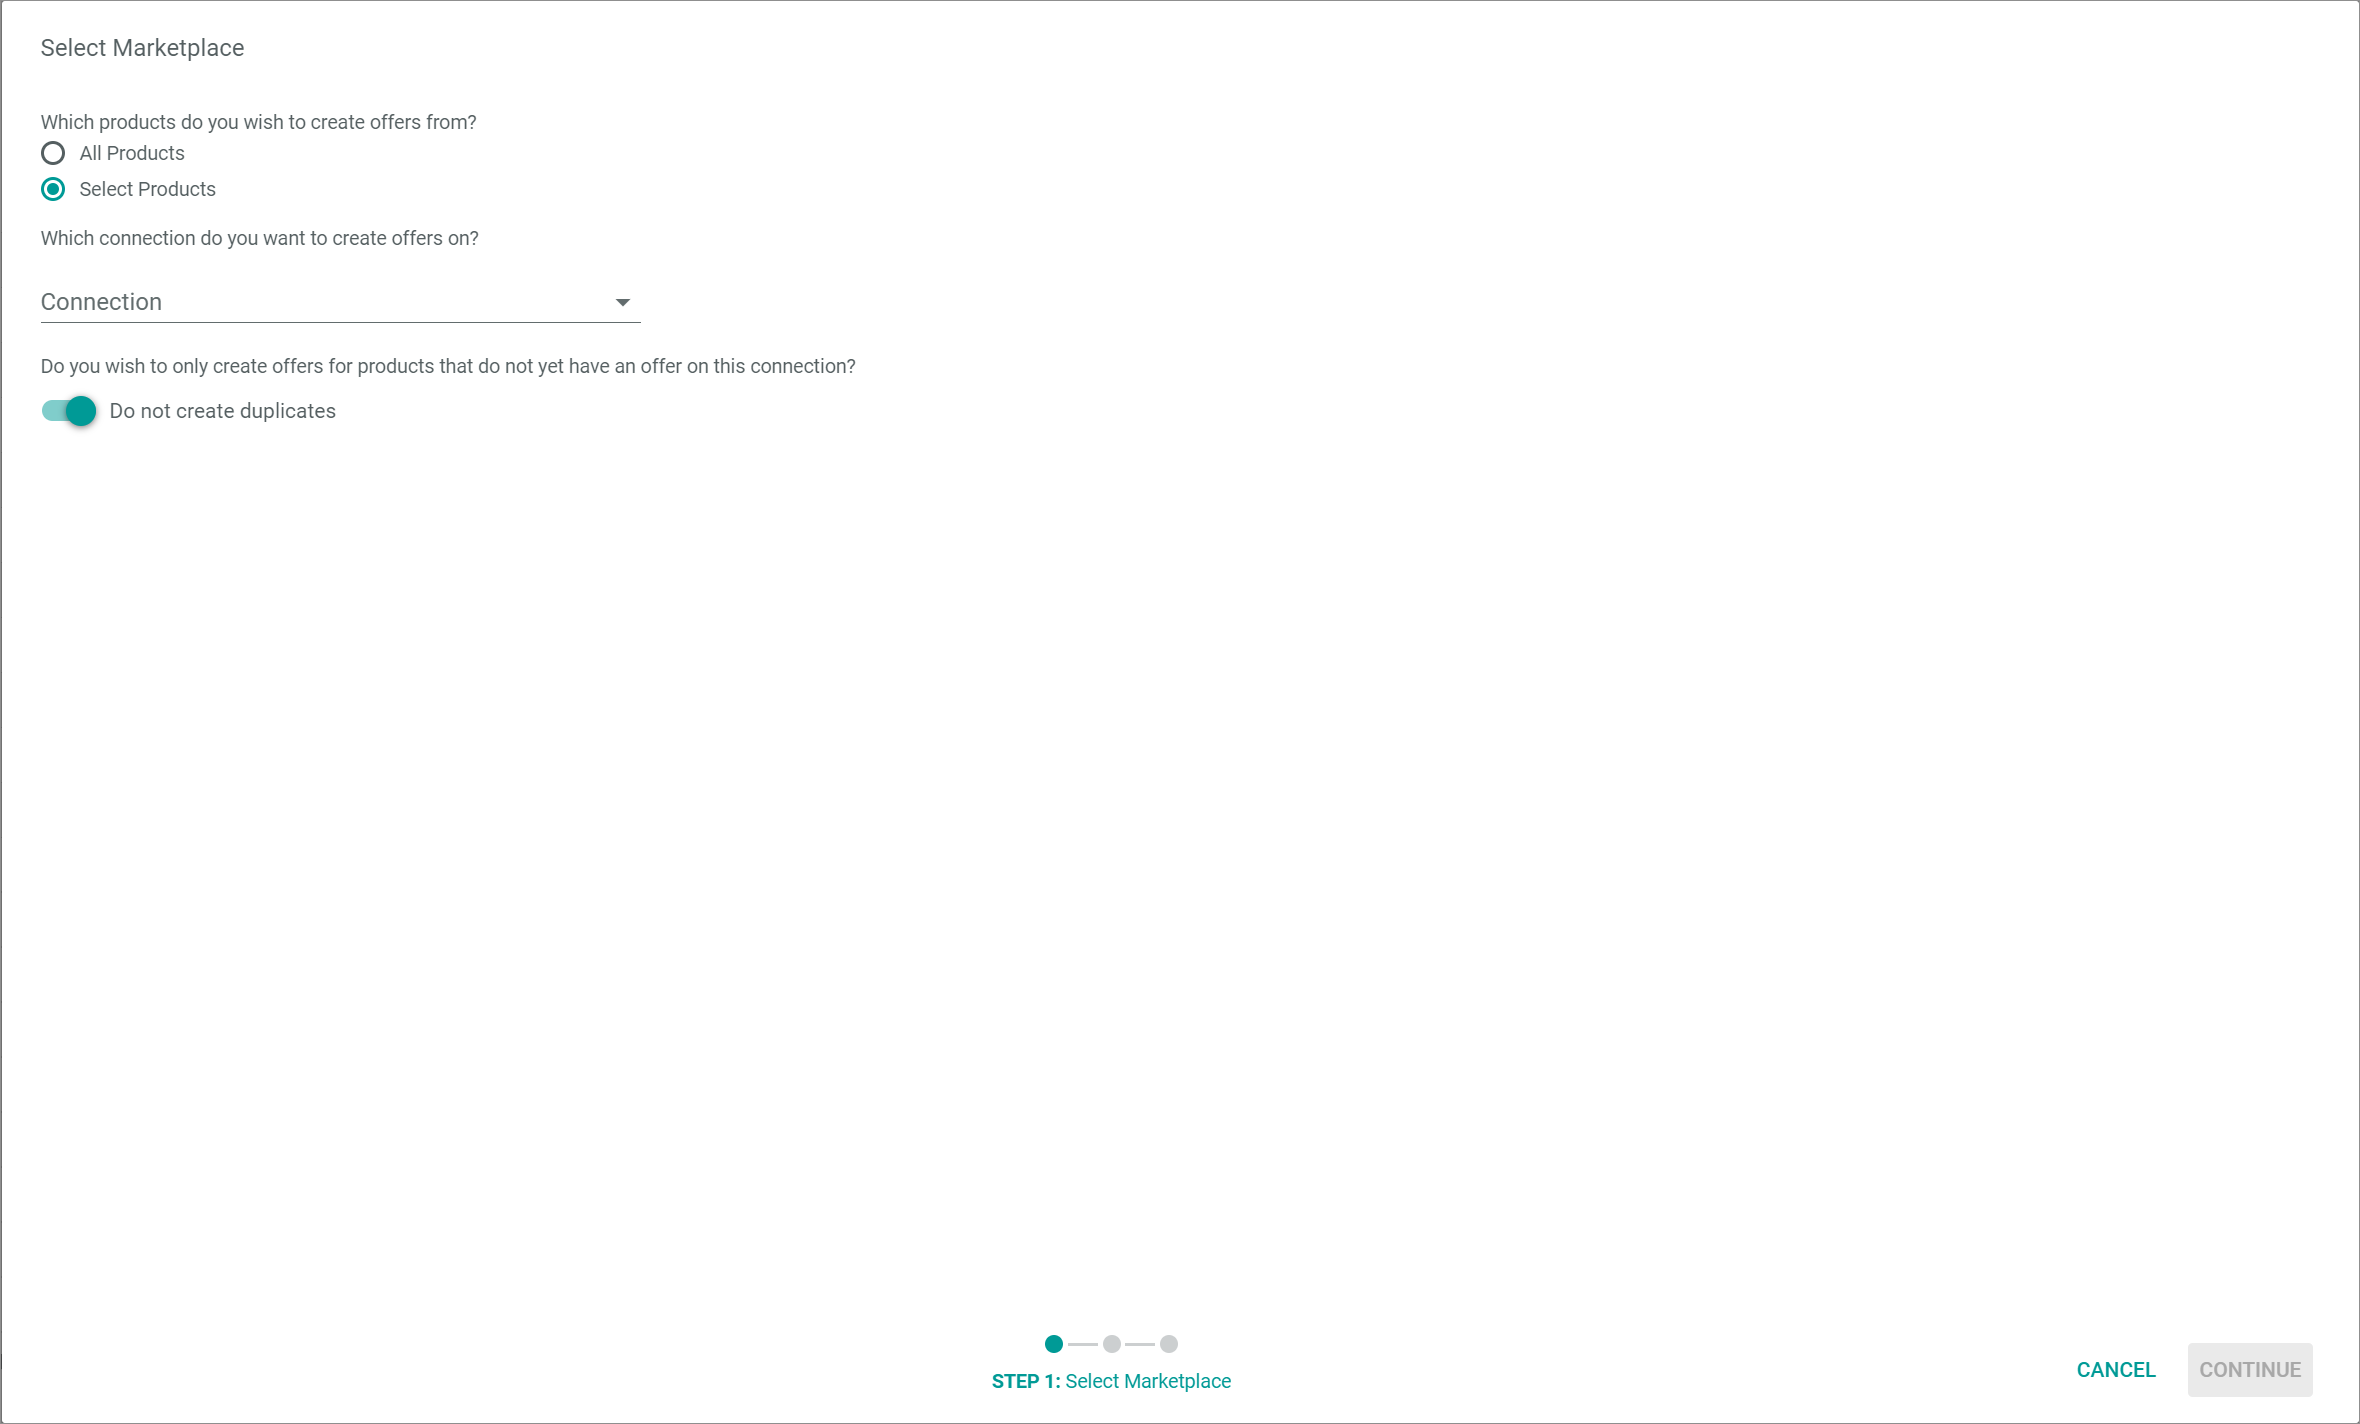 Select Marketplace
Which products do you wish to create offers from?
All Products
Select Products
Which connection do you want to create offers on?
Connection
Do you wish to only create offers for products that do not yet have an offer on this connection?
Do not create duplicates
STEP 1: Select Marketplace
CANCEL
CONTINUE